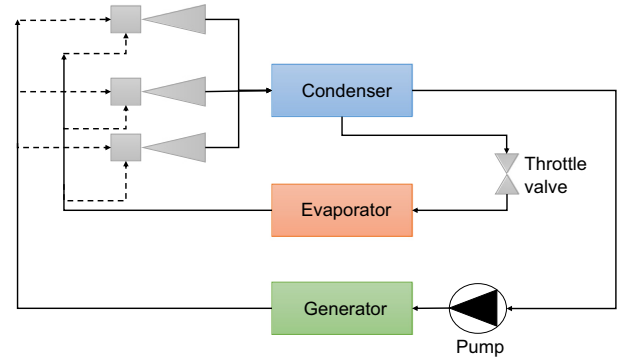 Condenser
Throttle
valve
Evaporator
Generator
Pump